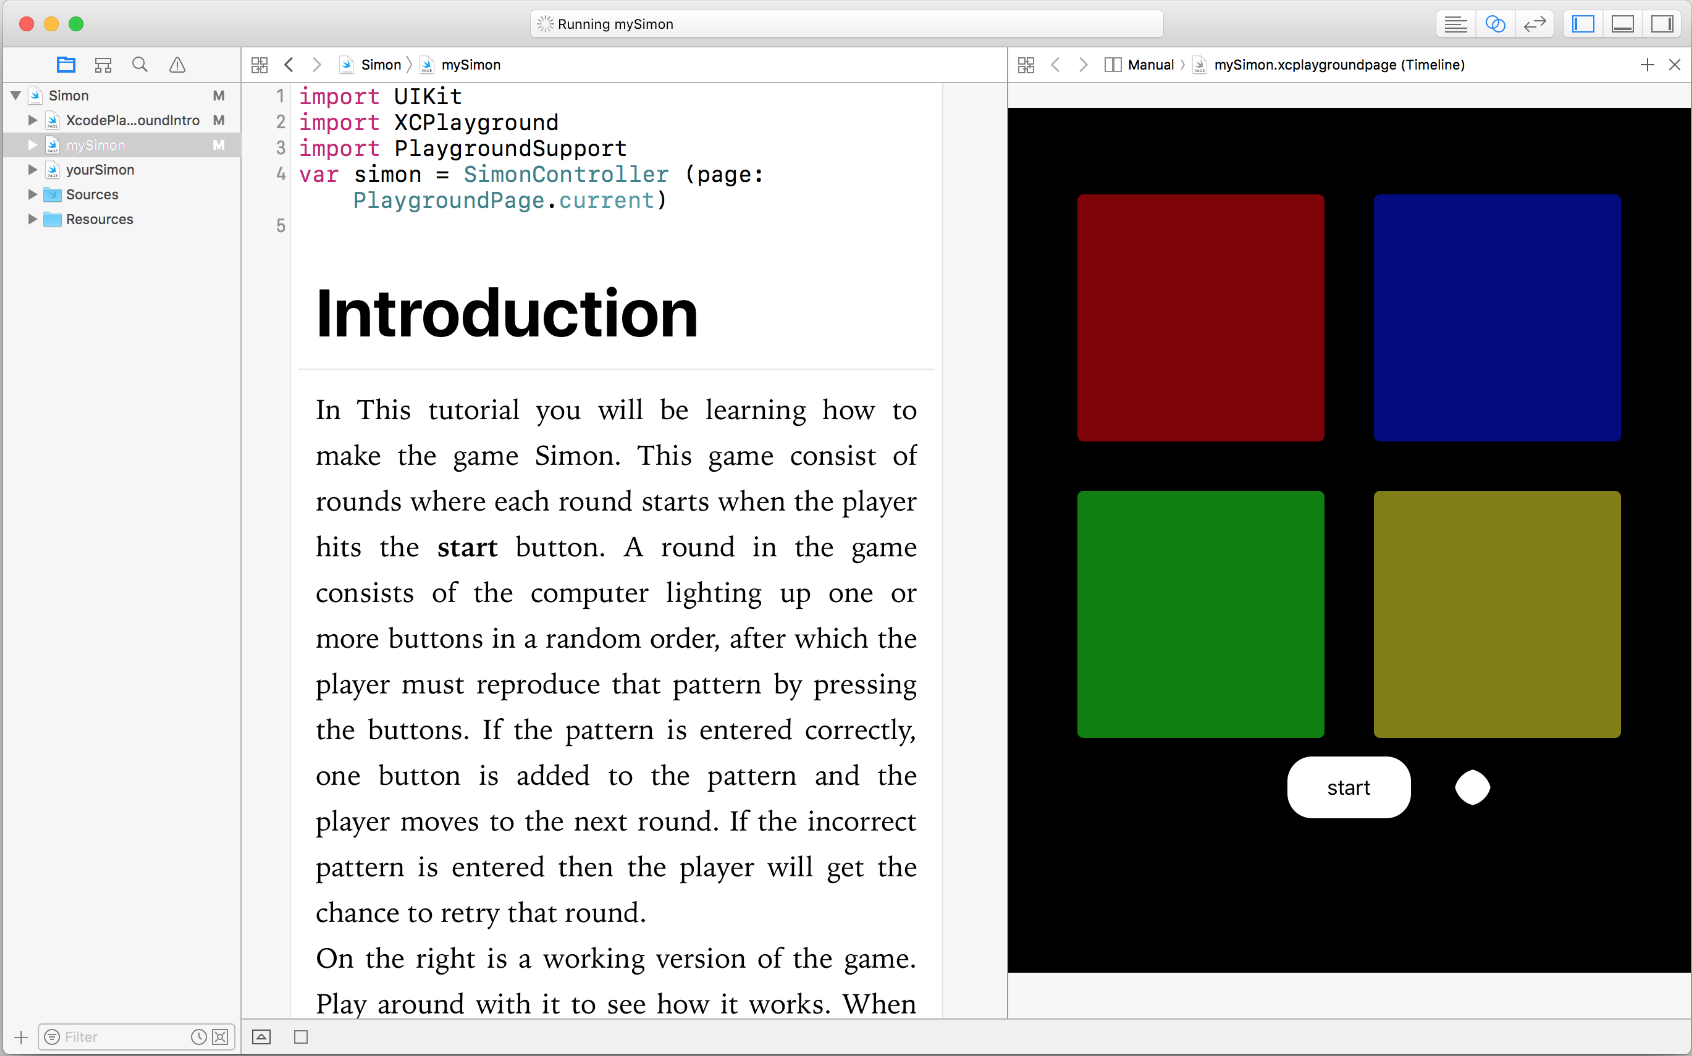 Running mySimon
Simon M
XcodePla...oundIntro M
mySimon M
yourSimon
Sources
Resources
Filter
Simon 〉 mySimon
1 import UIKit
2 import XCPlayground
3 import PlaygroundSupport
4 var simon = SimonController (page:
PlaygroundPage.current)
5
Introduction
In This tutorial you will be learning how to
make the game Simon. This game consist of
rounds where each round starts when the player
hits the start button. A round in the game
consists of the computer lighting up one or
more buttons in a random order, after which the
player must reproduce that pattern by pressing
the buttons. If the pattern is entered correctly,
one button is added to the pattern and the
player moves to the next round. If the incorrect
pattern is entered then the player will get the
chance to retry that round.
On the right is a working version of the game.
Play around with it to see how it works. When
Manual 〉 mySimon.xcplaygroundpage (Timeline)
start